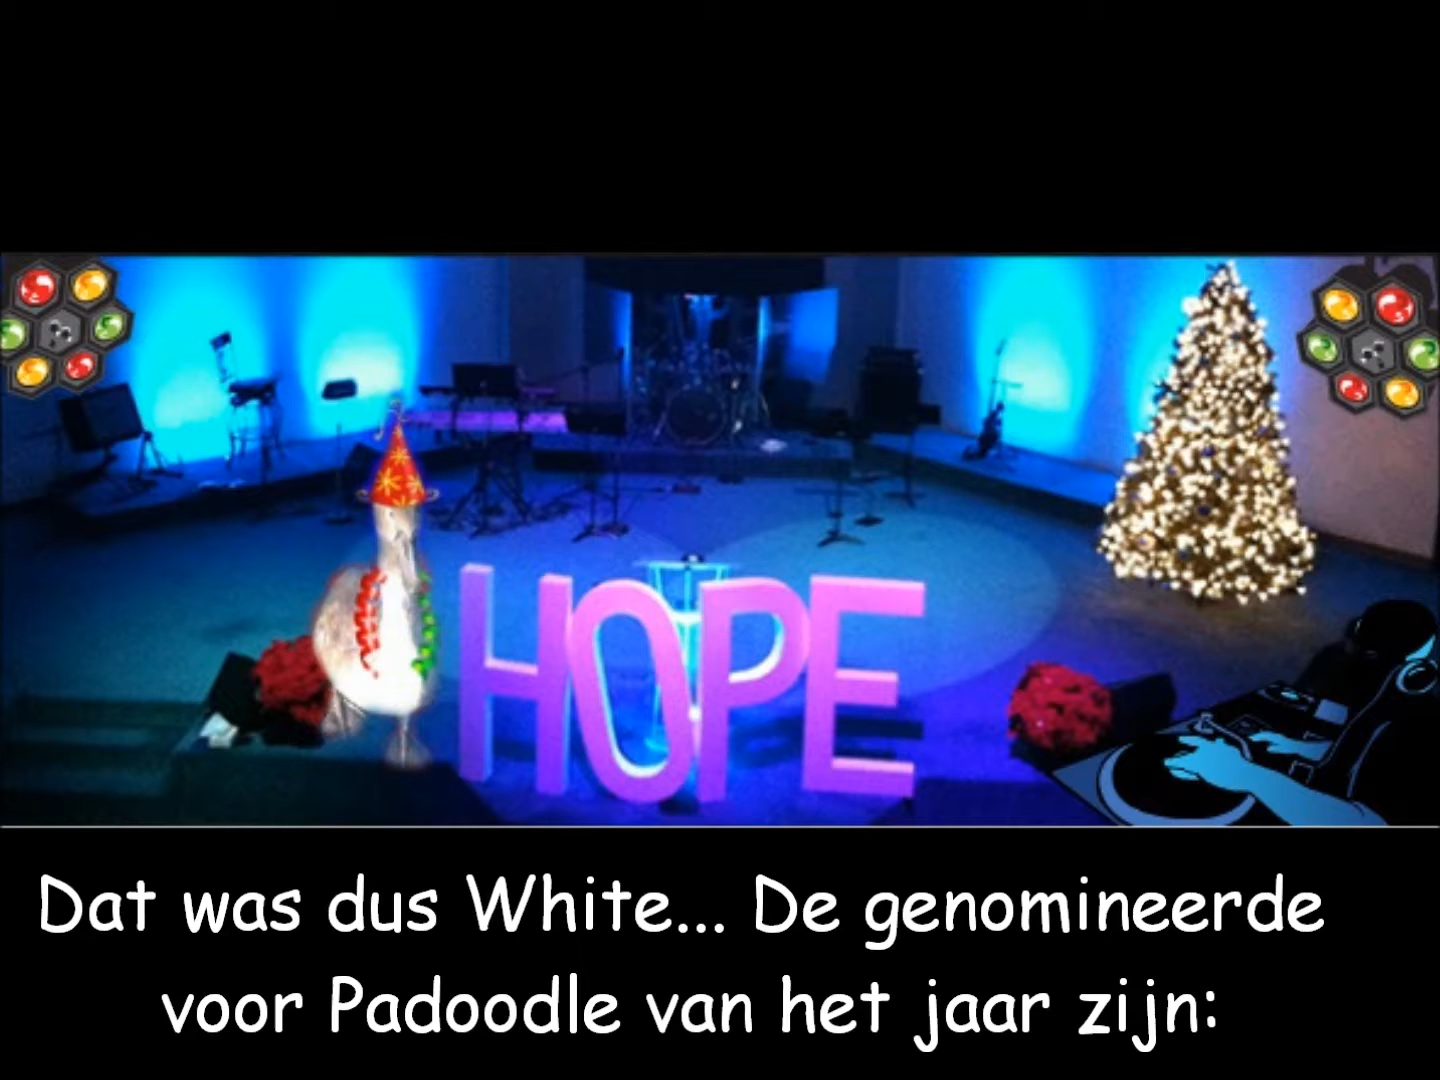 HOPE
Dat was dus White... De genomineerde
voor Padoodle van het jaar zijn: